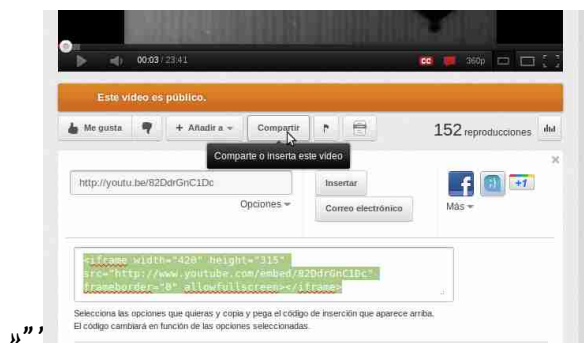 00:03 / 23:41 CC 360p
Este vídeo es público.
Me gusta + Añadir a Compartir 152 reproducciones
Comparte o inserta este vídeo
http://youtu.be/82DdrGnC1Dc Insertar f +1
Opciones Correo electrónico Más
<iframe width="420" height="315"
src="http://www.youtube.com/embed/82DdrGnC1Dc"
frameborder="0" allowfullscreen></iframe>
Selecciona las opciones que quieras y copia y pega el código de inserción que aparece arriba.
El código cambiará en función de las opciones seleccionadas.
»”’